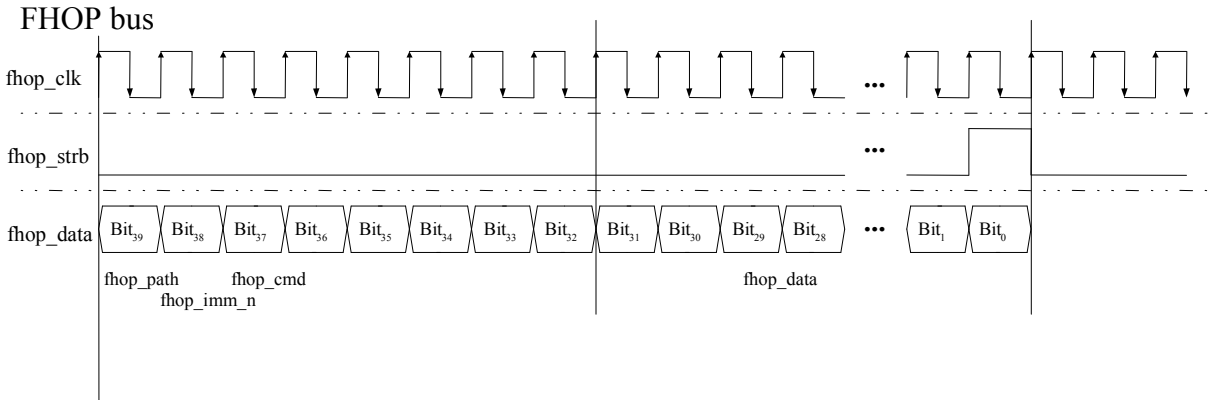 FHOP bus
fhop_clk •••
fhop_strb •••
fhop_data Bit39 Bit38 Bit37 Bit36 Bit35 Bit34 Bit33 Bit32 Bit31 Bit30 Bit29 Bit28 ••• Bit1 Bit0
fhop_path fhop_cmd fhop_data
fhop_imm_n